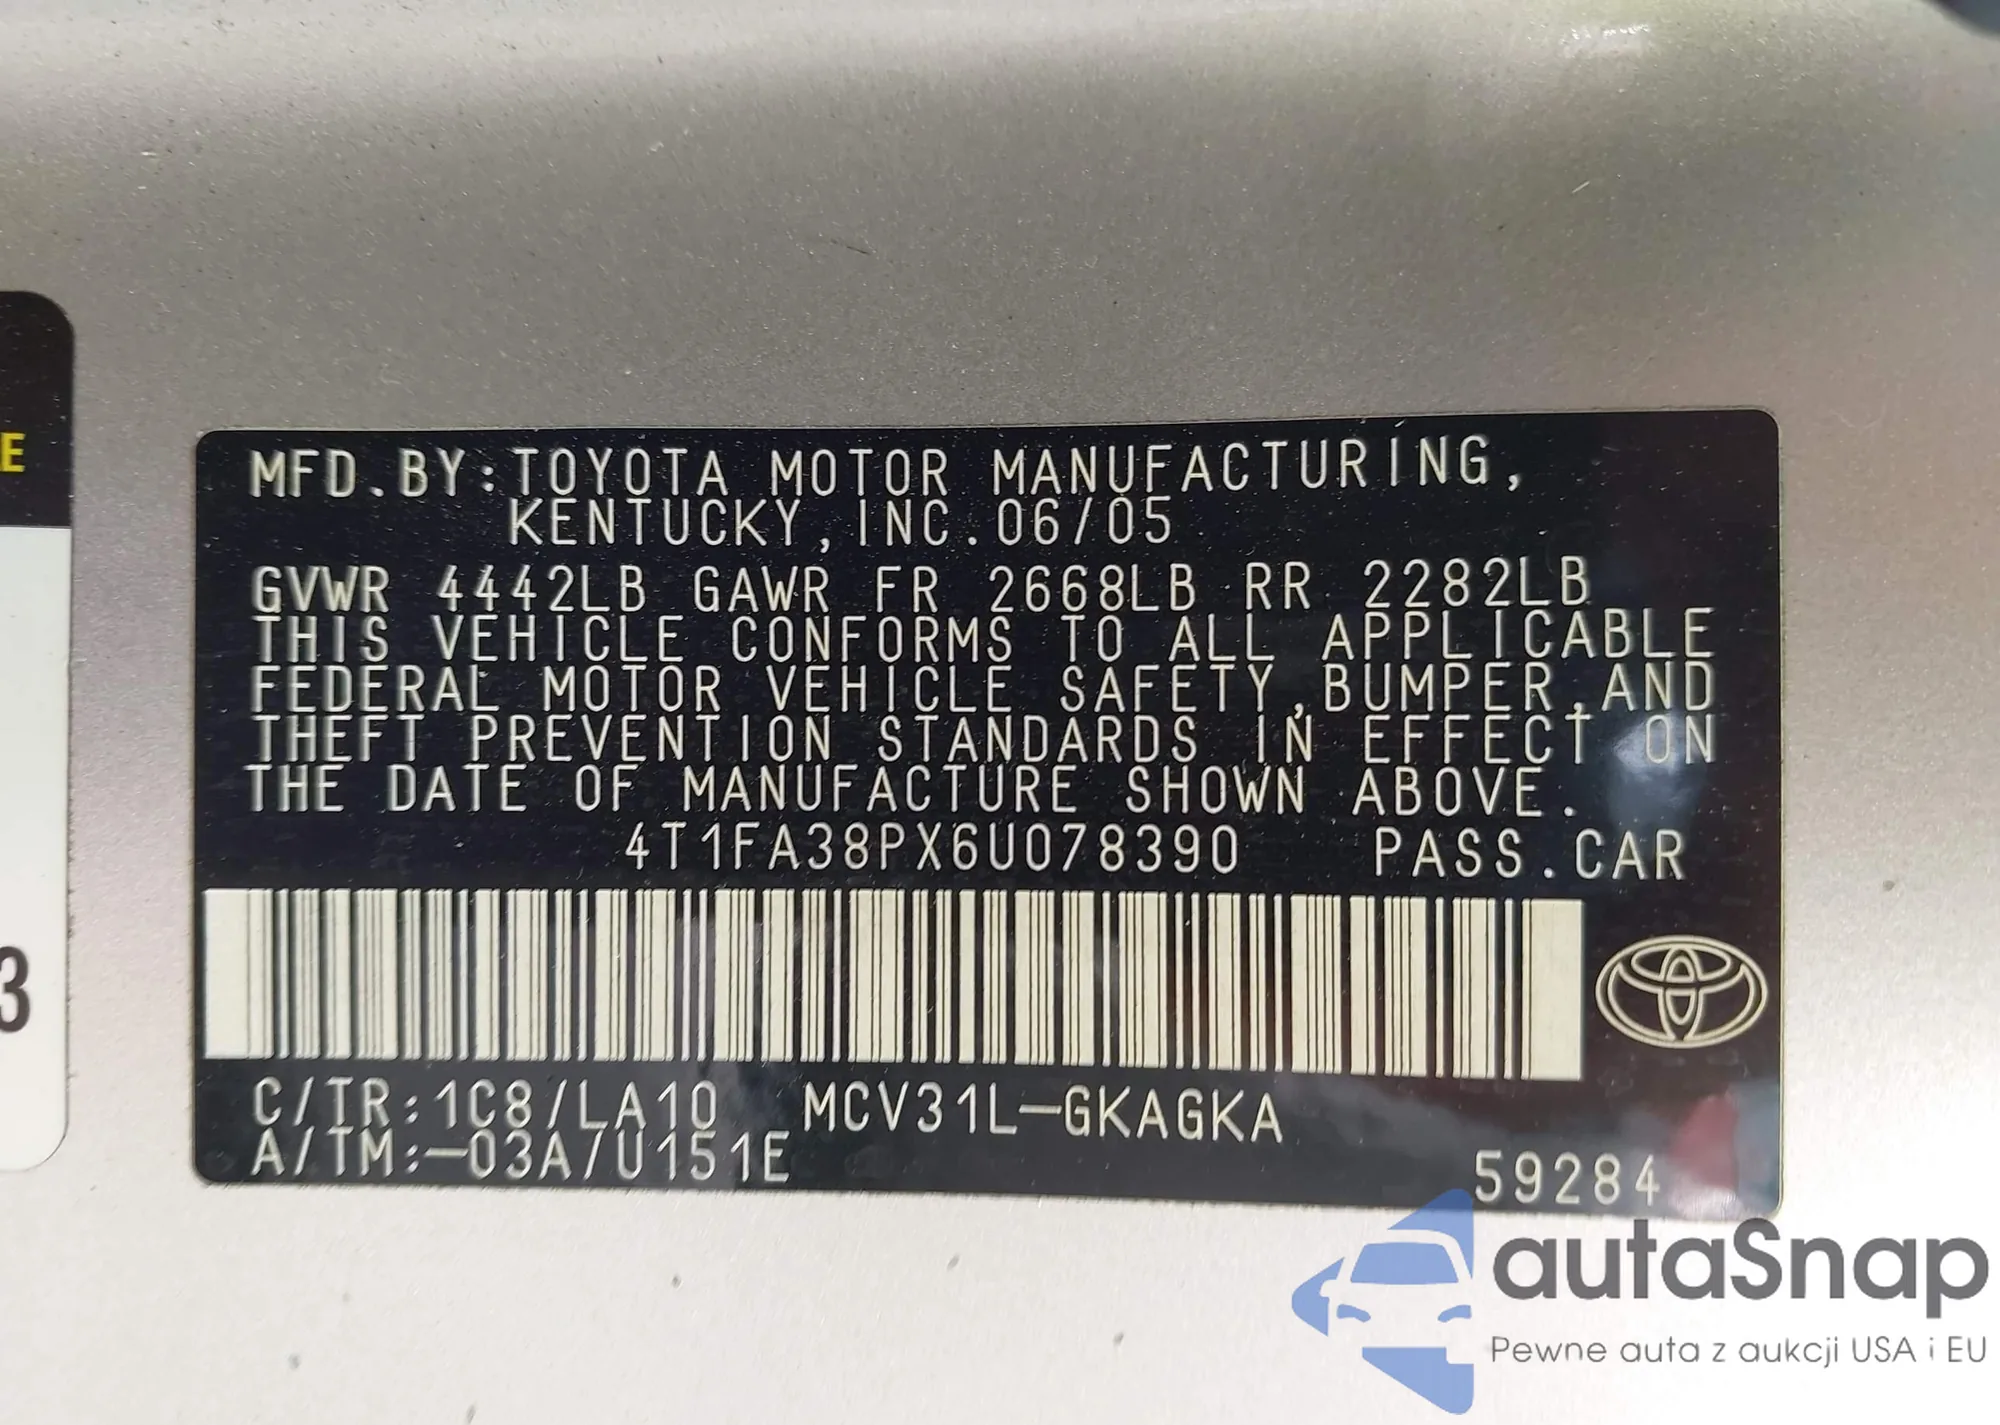 MFD.BY:TOYOTA MOTOR MANUFACTURING,
KENTUCKY,INC.06/05
GVWR 4442LB GAWR FR 2668LB RR 2282LB
THIS VEHICLE CONFORMS TO ALL APPLICABLE
FEDERAL MOTOR VEHICLE SAFETY,BUMPER,AND
THEFT PREVENTION STANDARDS IN EFFECT ON
THE DATE OF MANUFACTURE SHOWN ABOVE.
4T1FA38PX6U078390 PASS.CAR
C/TR:1C8/LA10 MCV31L-GKAGKA
A/TM:-03A/U151E
59284
3
autaSnap
Pewne auta z aukcji USA i EU